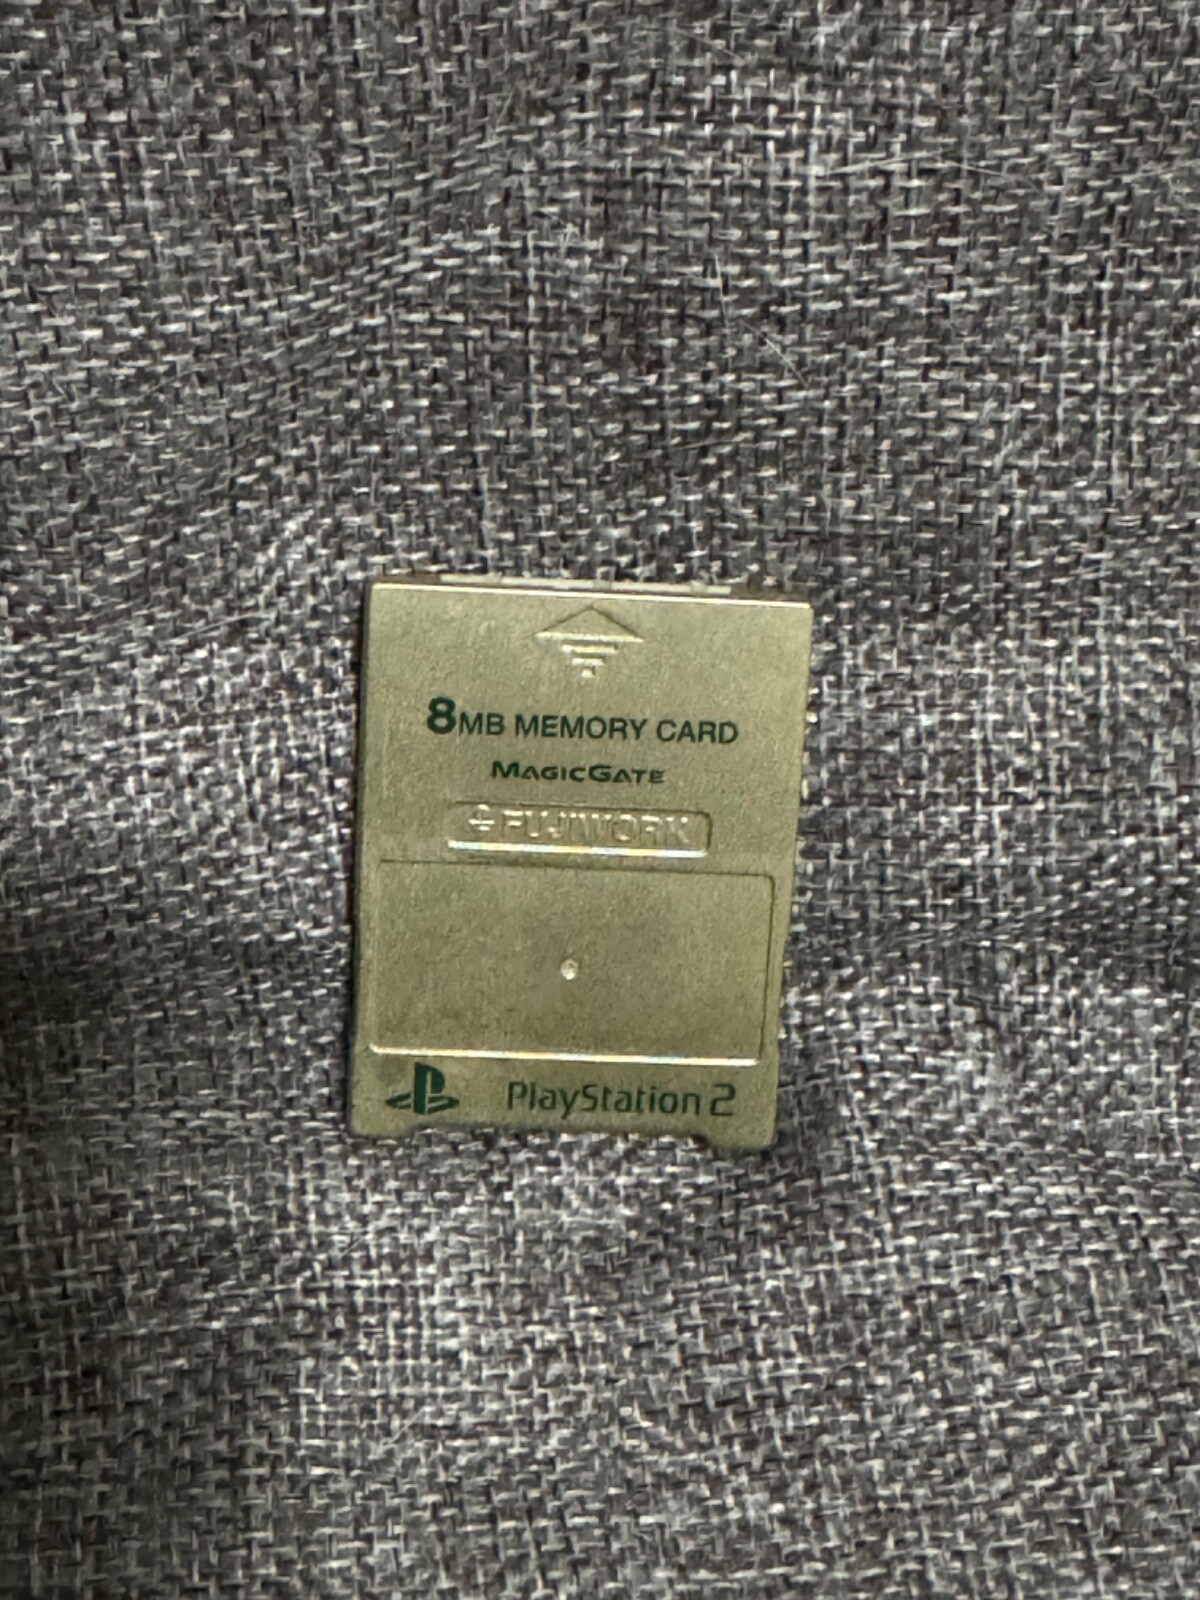 8MB MEMORY CARD
MAGICGATE
FUJIWORK
PlayStation 2